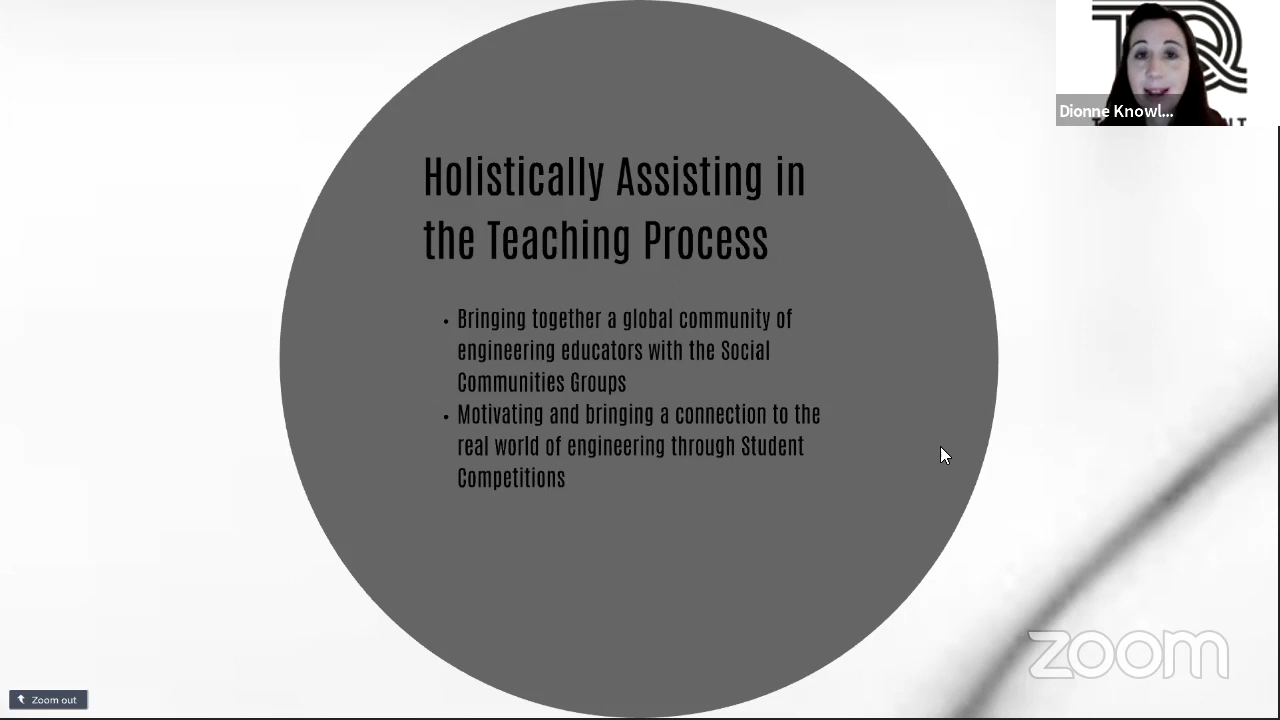 TQ
Dionne Knowl...
Holistically Assisting in
the Teaching Process
• Bringing together a global community of
engineering educators with the Social
Communities Groups
• Motivating and bringing a connection to the
real world of engineering through Student
Competitions
zoom
Zoom out